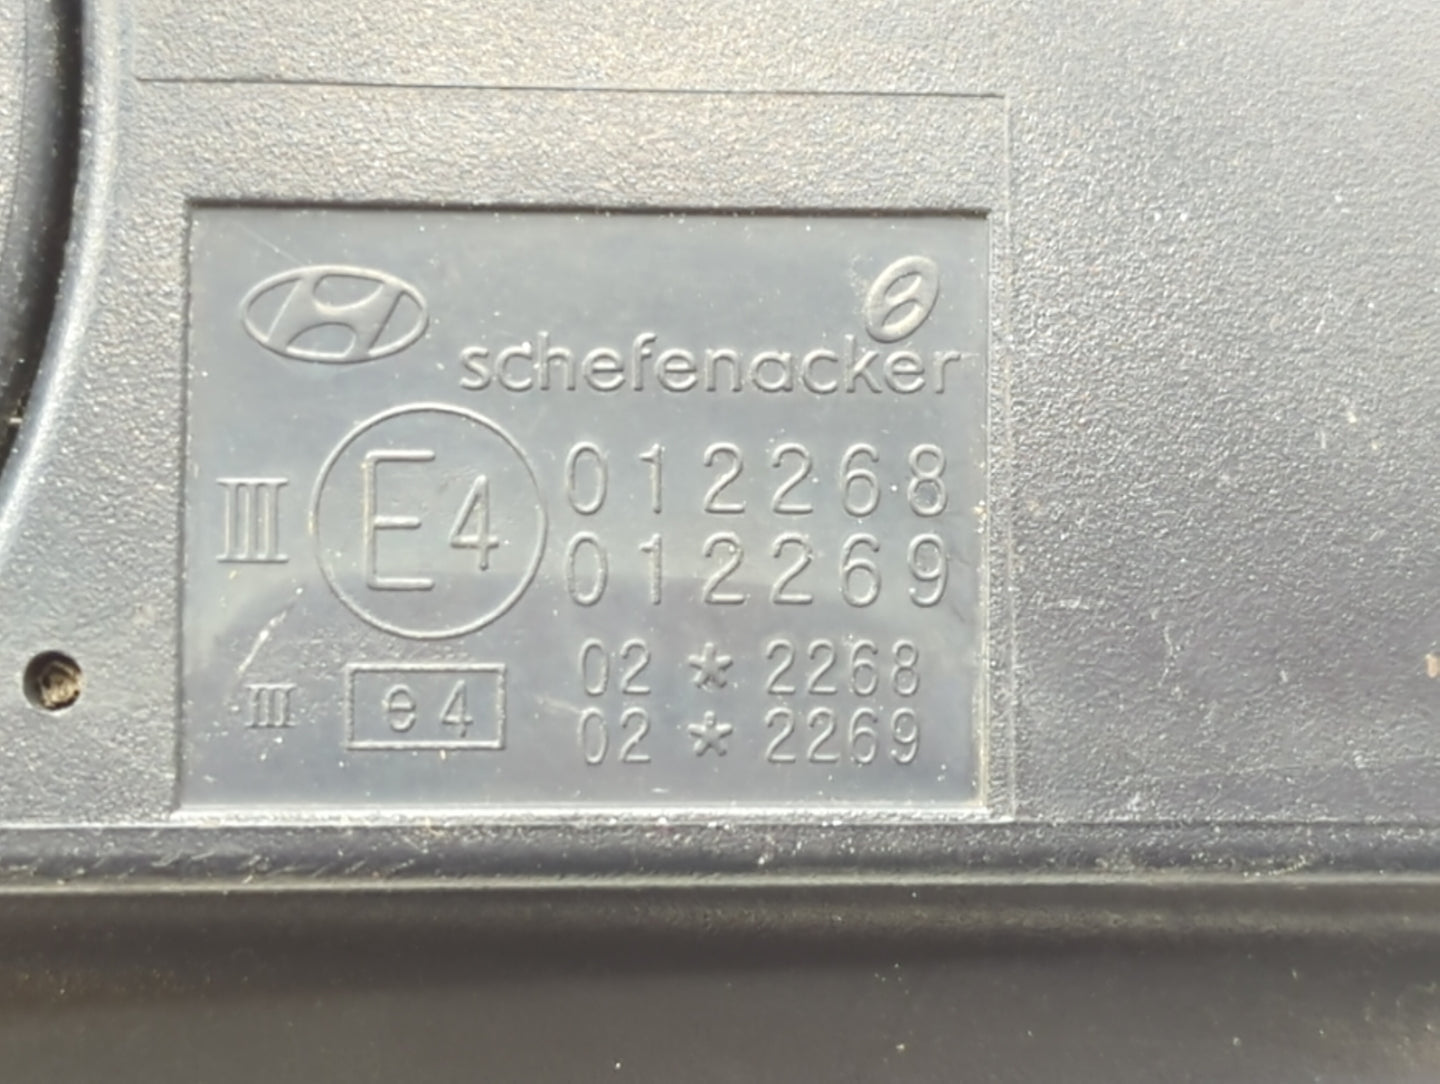 schefenacker
III E4 012268
012269
III e4 02 * 2268
02 * 2269